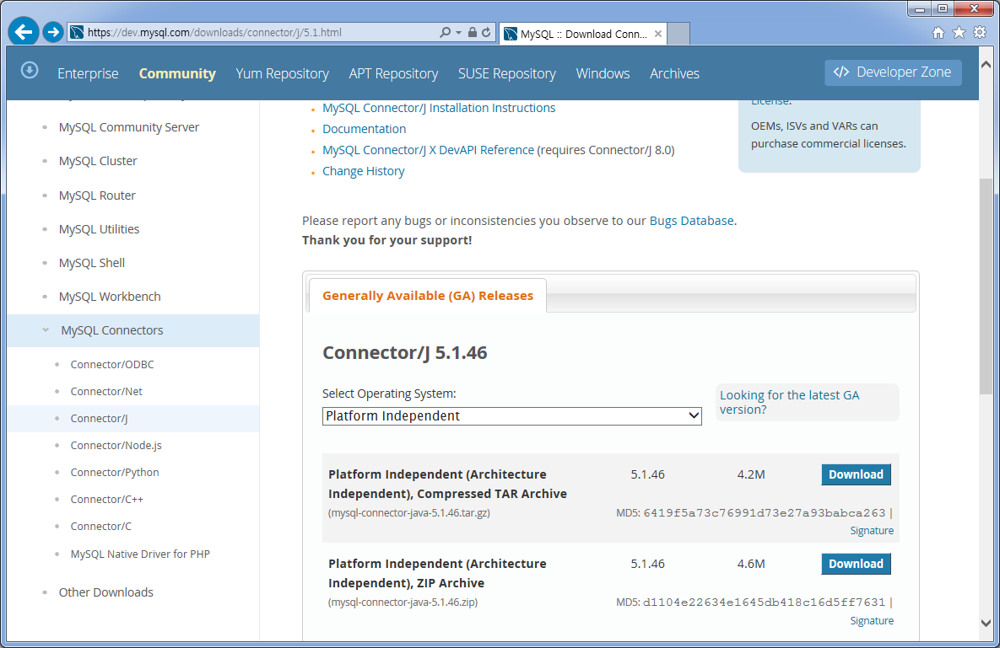 https://dev.mysql.com/downloads/connector/j/5.1.html
MySQL :: Download Conn...
Enterprise
Community
Yum Repository
APT Repository
SUSE Repository
Windows
Archives
</> Developer Zone
MySQL Community Server
MySQL Cluster
MySQL Router
MySQL Utilities
MySQL Shell
MySQL Workbench
MySQL Connectors
Connector/ODBC
Connector/Net
Connector/J
Connector/Node.js
Connector/Python
Connector/C++
Connector/C
MySQL Native Driver for PHP
Other Downloads
MySQL Connector/J Installation Instructions
Documentation
MySQL Connector/J X DevAPI Reference (requires Connector/J 8.0)
Change History
License.
OEMs, ISVs and VARs can
purchase commercial licenses.
Please report any bugs or inconsistencies you observe to our Bugs Database.
Thank you for your support!
Generally Available (GA) Releases
Connector/J 5.1.46
Select Operating System:
Platform Independent
Looking for the latest GA
version?
Platform Independent (Architecture
Independent), Compressed TAR Archive
5.1.46
4.2M
Download
(mysql-connector-java-5.1.46.tar.gz)
MD5: 6419f5a73c76991d73e27a93babca263 |
Signature
Platform Independent (Architecture
Independent), ZIP Archive
5.1.46
4.6M
Download
(mysql-connector-java-5.1.46.zip)
MD5: d1104e22634e1645db418c16d5ff7631 |
Signature